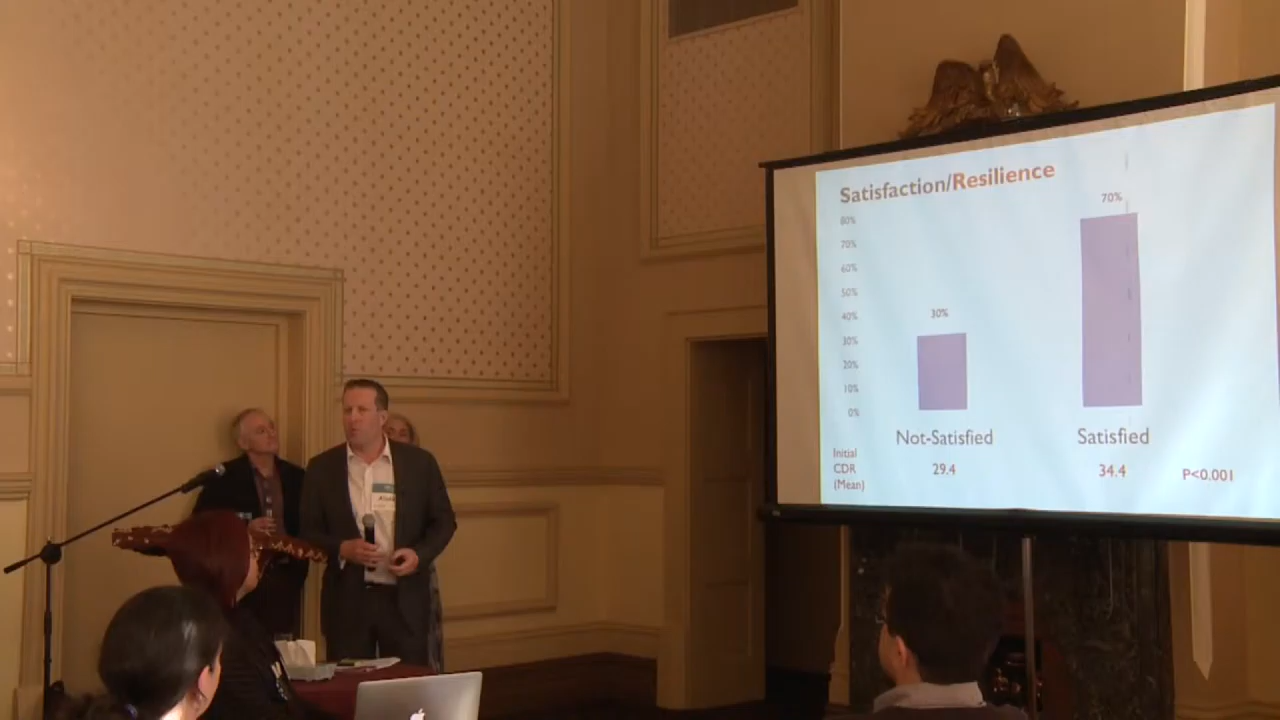 Satisfaction/Resilience
80%
70%
60%
50%
40%
30%
20%
10%
0%
30%
70%
Not-Satisfied
Satisfied
Initial
CDR
(Mean)
29.4
34.4
P<0.001